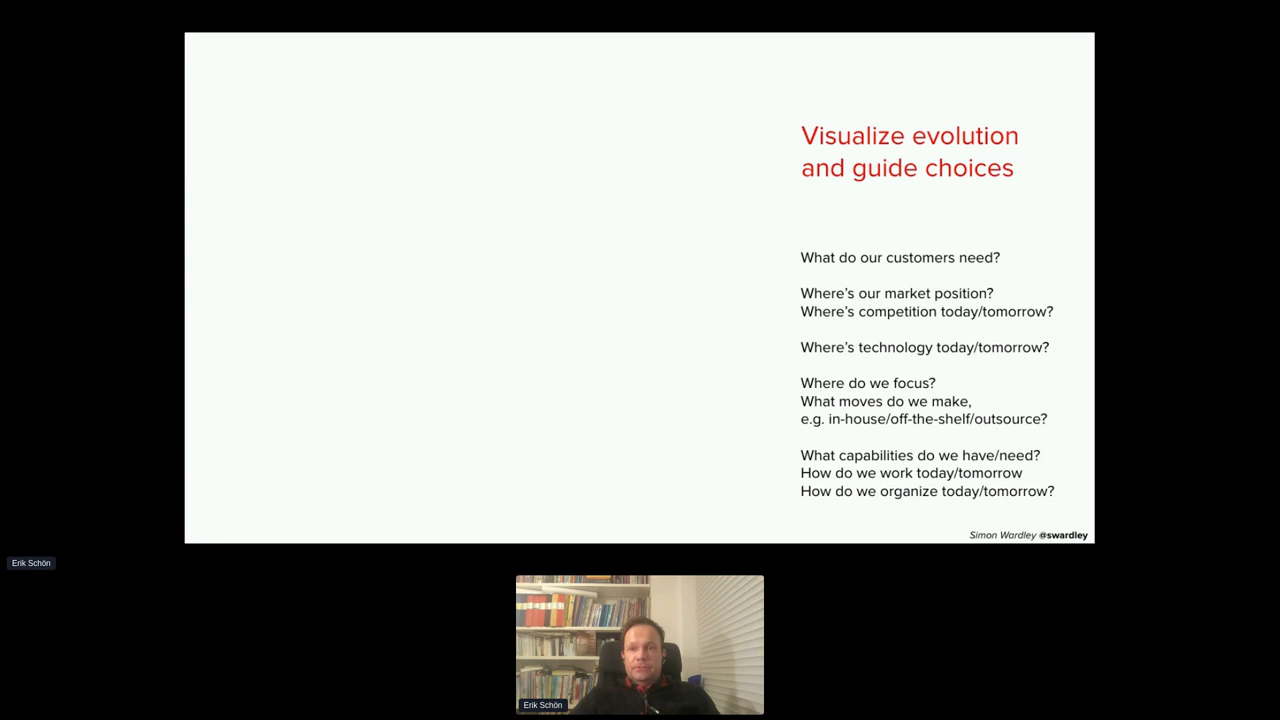 Visualize evolution
and guide choices
What do our customers need?
Where's our market position?
Where's competition today/tomorrow?
Where's technology today/tomorrow?
Where do we focus?
What moves do we make,
e.g. in-house/off-the-shelf/outsource?
What capabilities do we have/need?
How do we work today/tomorrow
How do we organize today/tomorrow?
Simon Wardley @swardley
Erik Schön
Erik Schön